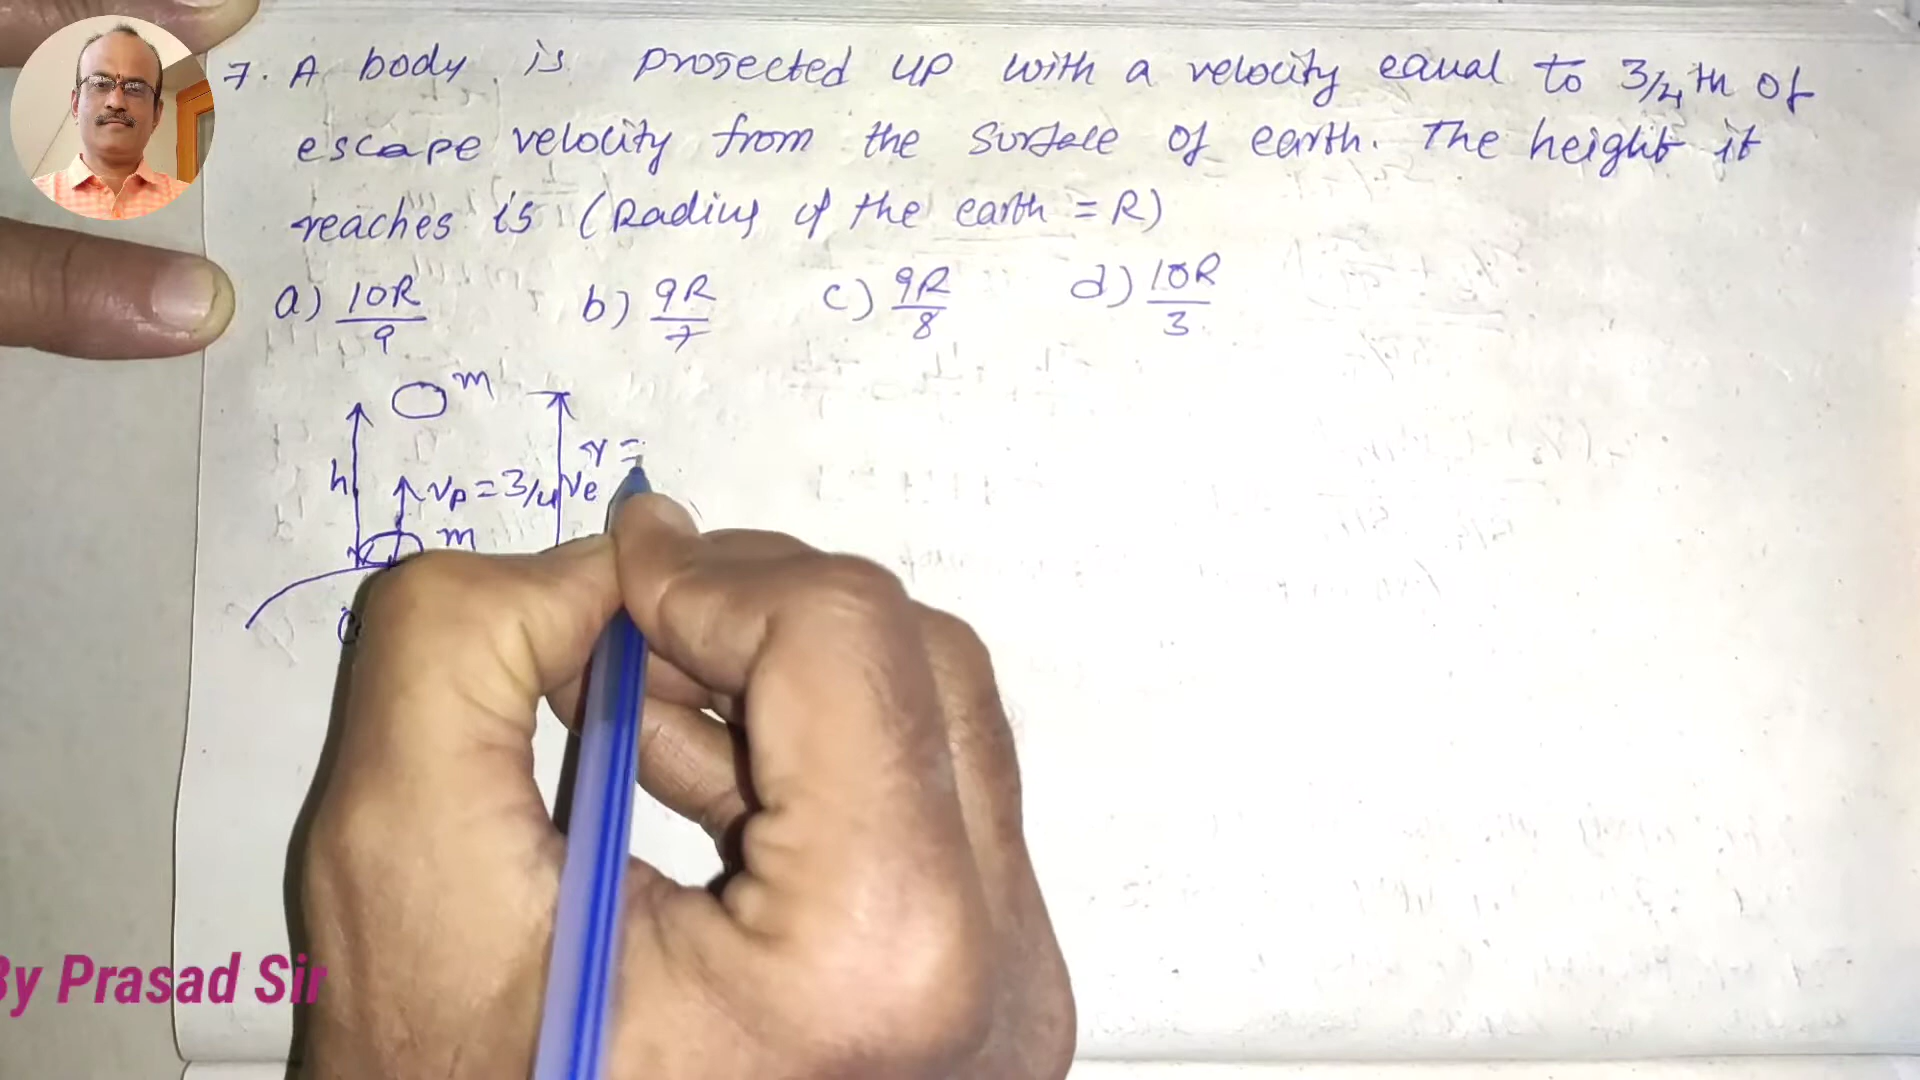 7. A body is projected up with a velocity equal to 3/4 th of
escape velocity from the surface of earth. The height it
reaches is (Radius of the earth = R)
a) 10R/9 b) 9R/7 c) 9R/8 d) 10R/3
m
r =
h
vp = 3/4 ve
m
By Prasad Sir